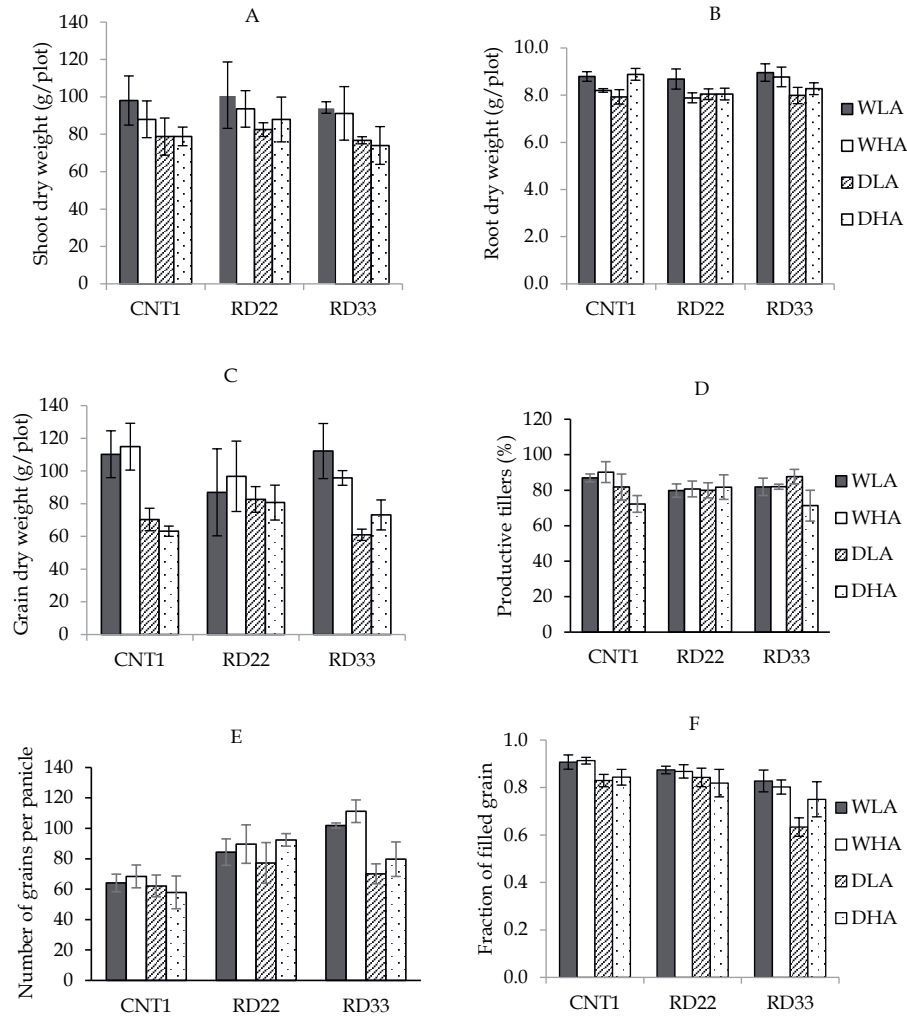 A
Shoot dry weight (g/plot)
140
120
100
80
60
40
20
0
CNT1 RD22 RD33
B
Root dry weight (g/plot)
10.0
8.0
6.0
4.0
2.0
0.0
CNT1 RD22 RD33
WLA
WHA
DLA
DHA
C
Grain dry weight (g/plot)
140
120
100
80
60
40
20
0
CNT1 RD22 RD33
D
Productive tillers (%)
120
100
80
60
40
20
0
CNT1 RD22 RD33
WLA
WHA
DLA
DHA
E
Number of grains per panicle
140
120
100
80
60
40
20
0
CNT1 RD22 RD33
F
Fraction of filled grain
1.0
0.8
0.6
0.4
0.2
0.0
CNT1 RD22 RD33
WLA
WHA
DLA
DHA